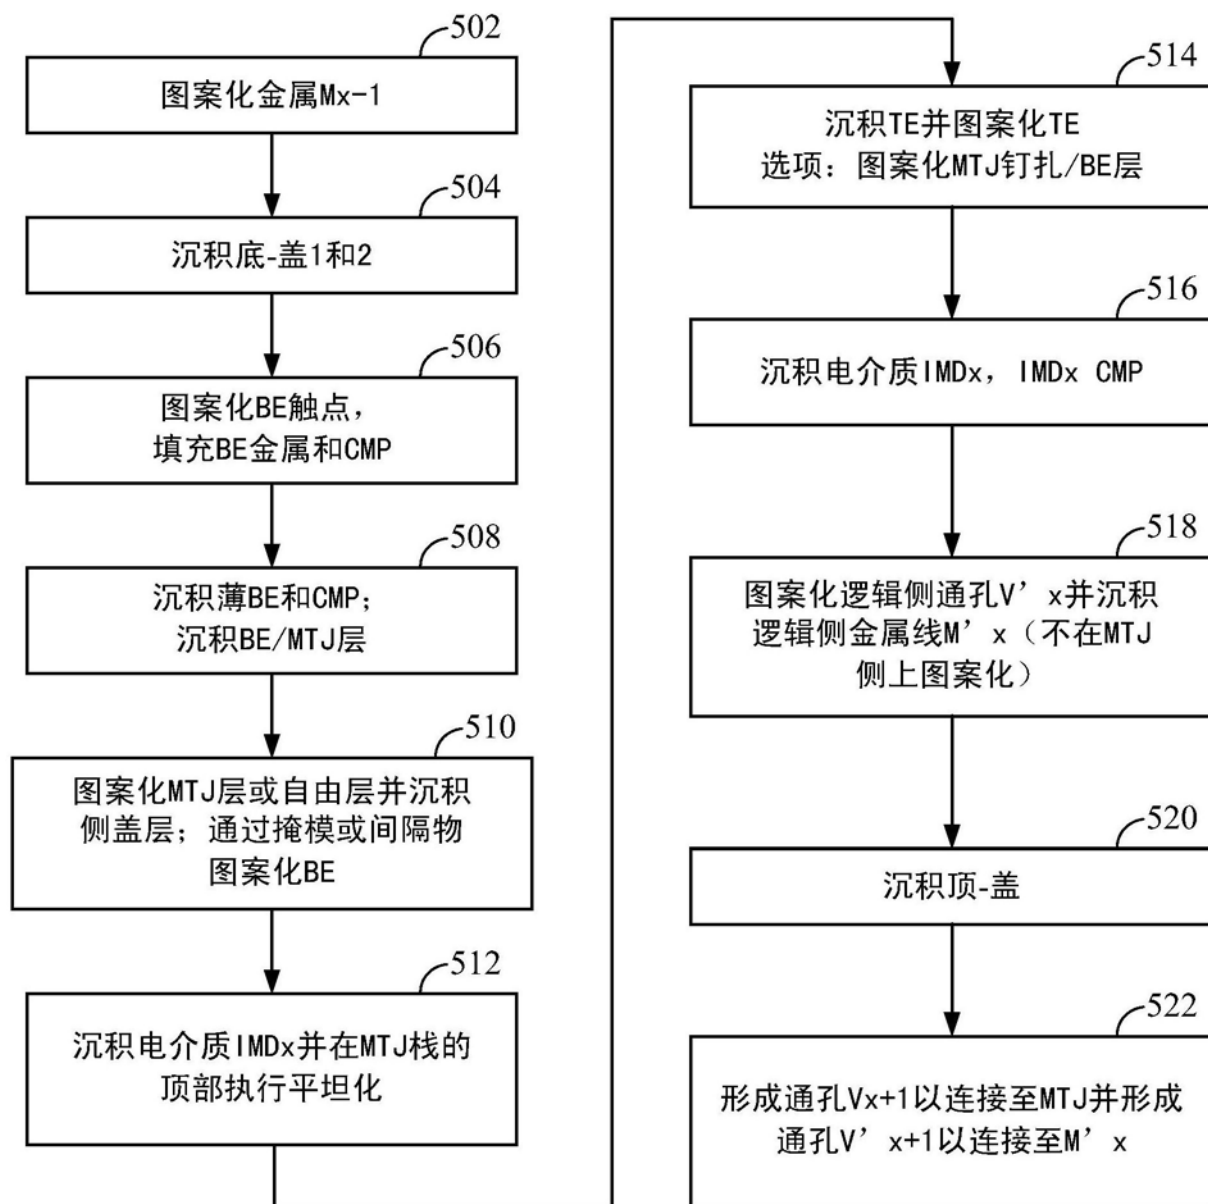 502
图案化金属Mx-1
504
沉积底-盖1和2
506
图案化BE触点，
填充BE金属和CMP
508
沉积薄BE和CMP；
沉积BE/MTJ层
510
图案化MTJ层或自由层并沉积
侧盖层；通过掩模或间隔物
图案化BE
512
沉积电介质IMDx并在MTJ栈的
顶部执行平坦化
514
沉积TE并图案化TE
选项：图案化MTJ钉扎/BE层
516
沉积电介质IMDx，IMDx CMP
518
图案化逻辑侧通孔V’x并沉积
逻辑侧金属线M’x（不在MTJ
侧上图案化）
520
沉积顶-盖
522
形成通孔Vx+1以连接至MTJ并形成
通孔V’x+1以连接至M’x